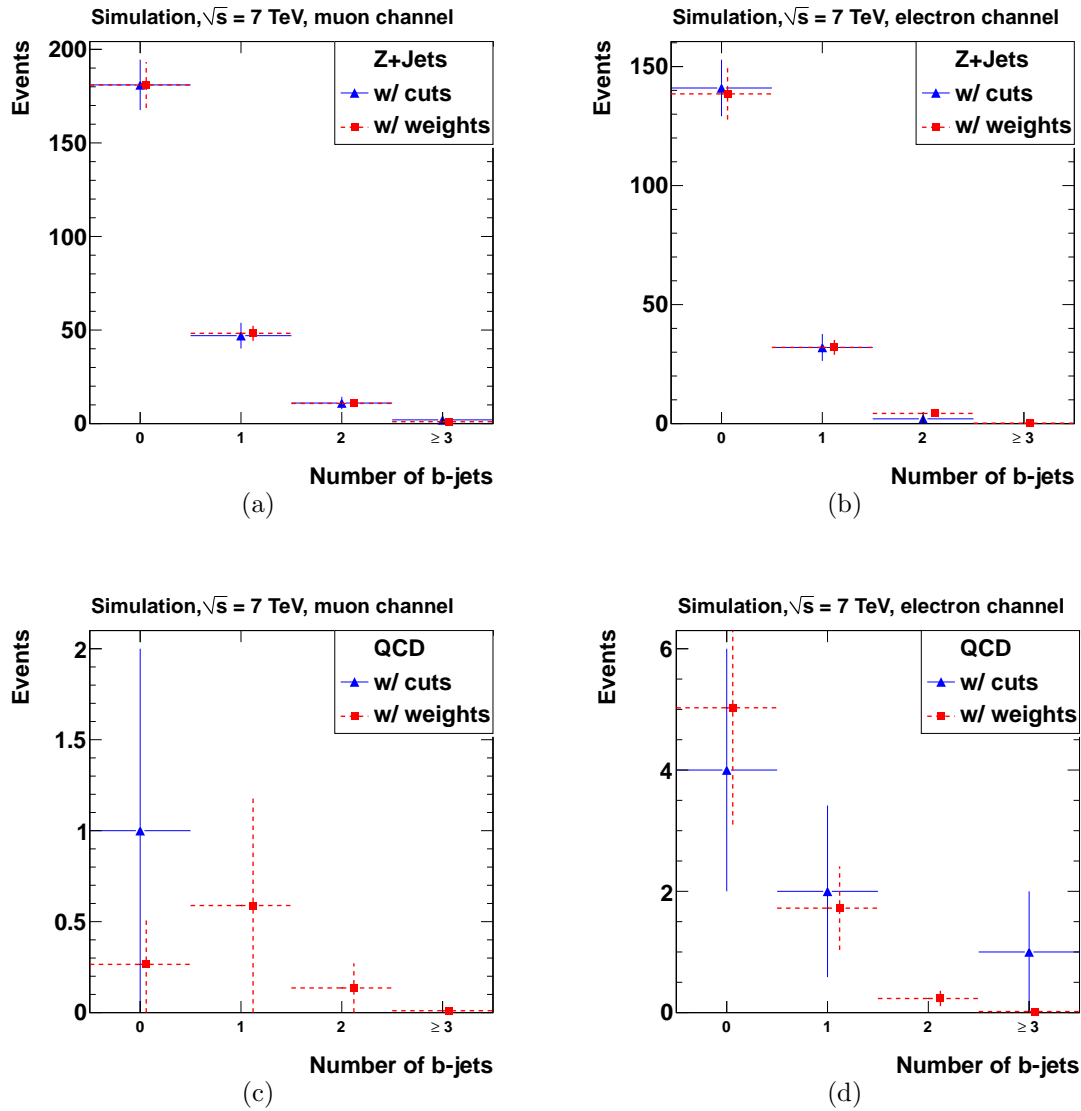 Simulation,√s = 7 TeV, muon channel
Events
200
150
100
50
0
Z+Jets
w/ cuts
w/ weights
0 1 2 ≥ 3
Number of b-jets
(a)
Simulation,√s = 7 TeV, electron channel
Events
150
100
50
0
Z+Jets
w/ cuts
w/ weights
0 1 2 ≥ 3
Number of b-jets
(b)
Simulation,√s = 7 TeV, muon channel
Events
2
1.5
1
0.5
0
QCD
w/ cuts
w/ weights
0 1 2 ≥ 3
Number of b-jets
(c)
Simulation,√s = 7 TeV, electron channel
Events
6
4
2
0
QCD
w/ cuts
w/ weights
0 1 2 ≥ 3
Number of b-jets
(d)